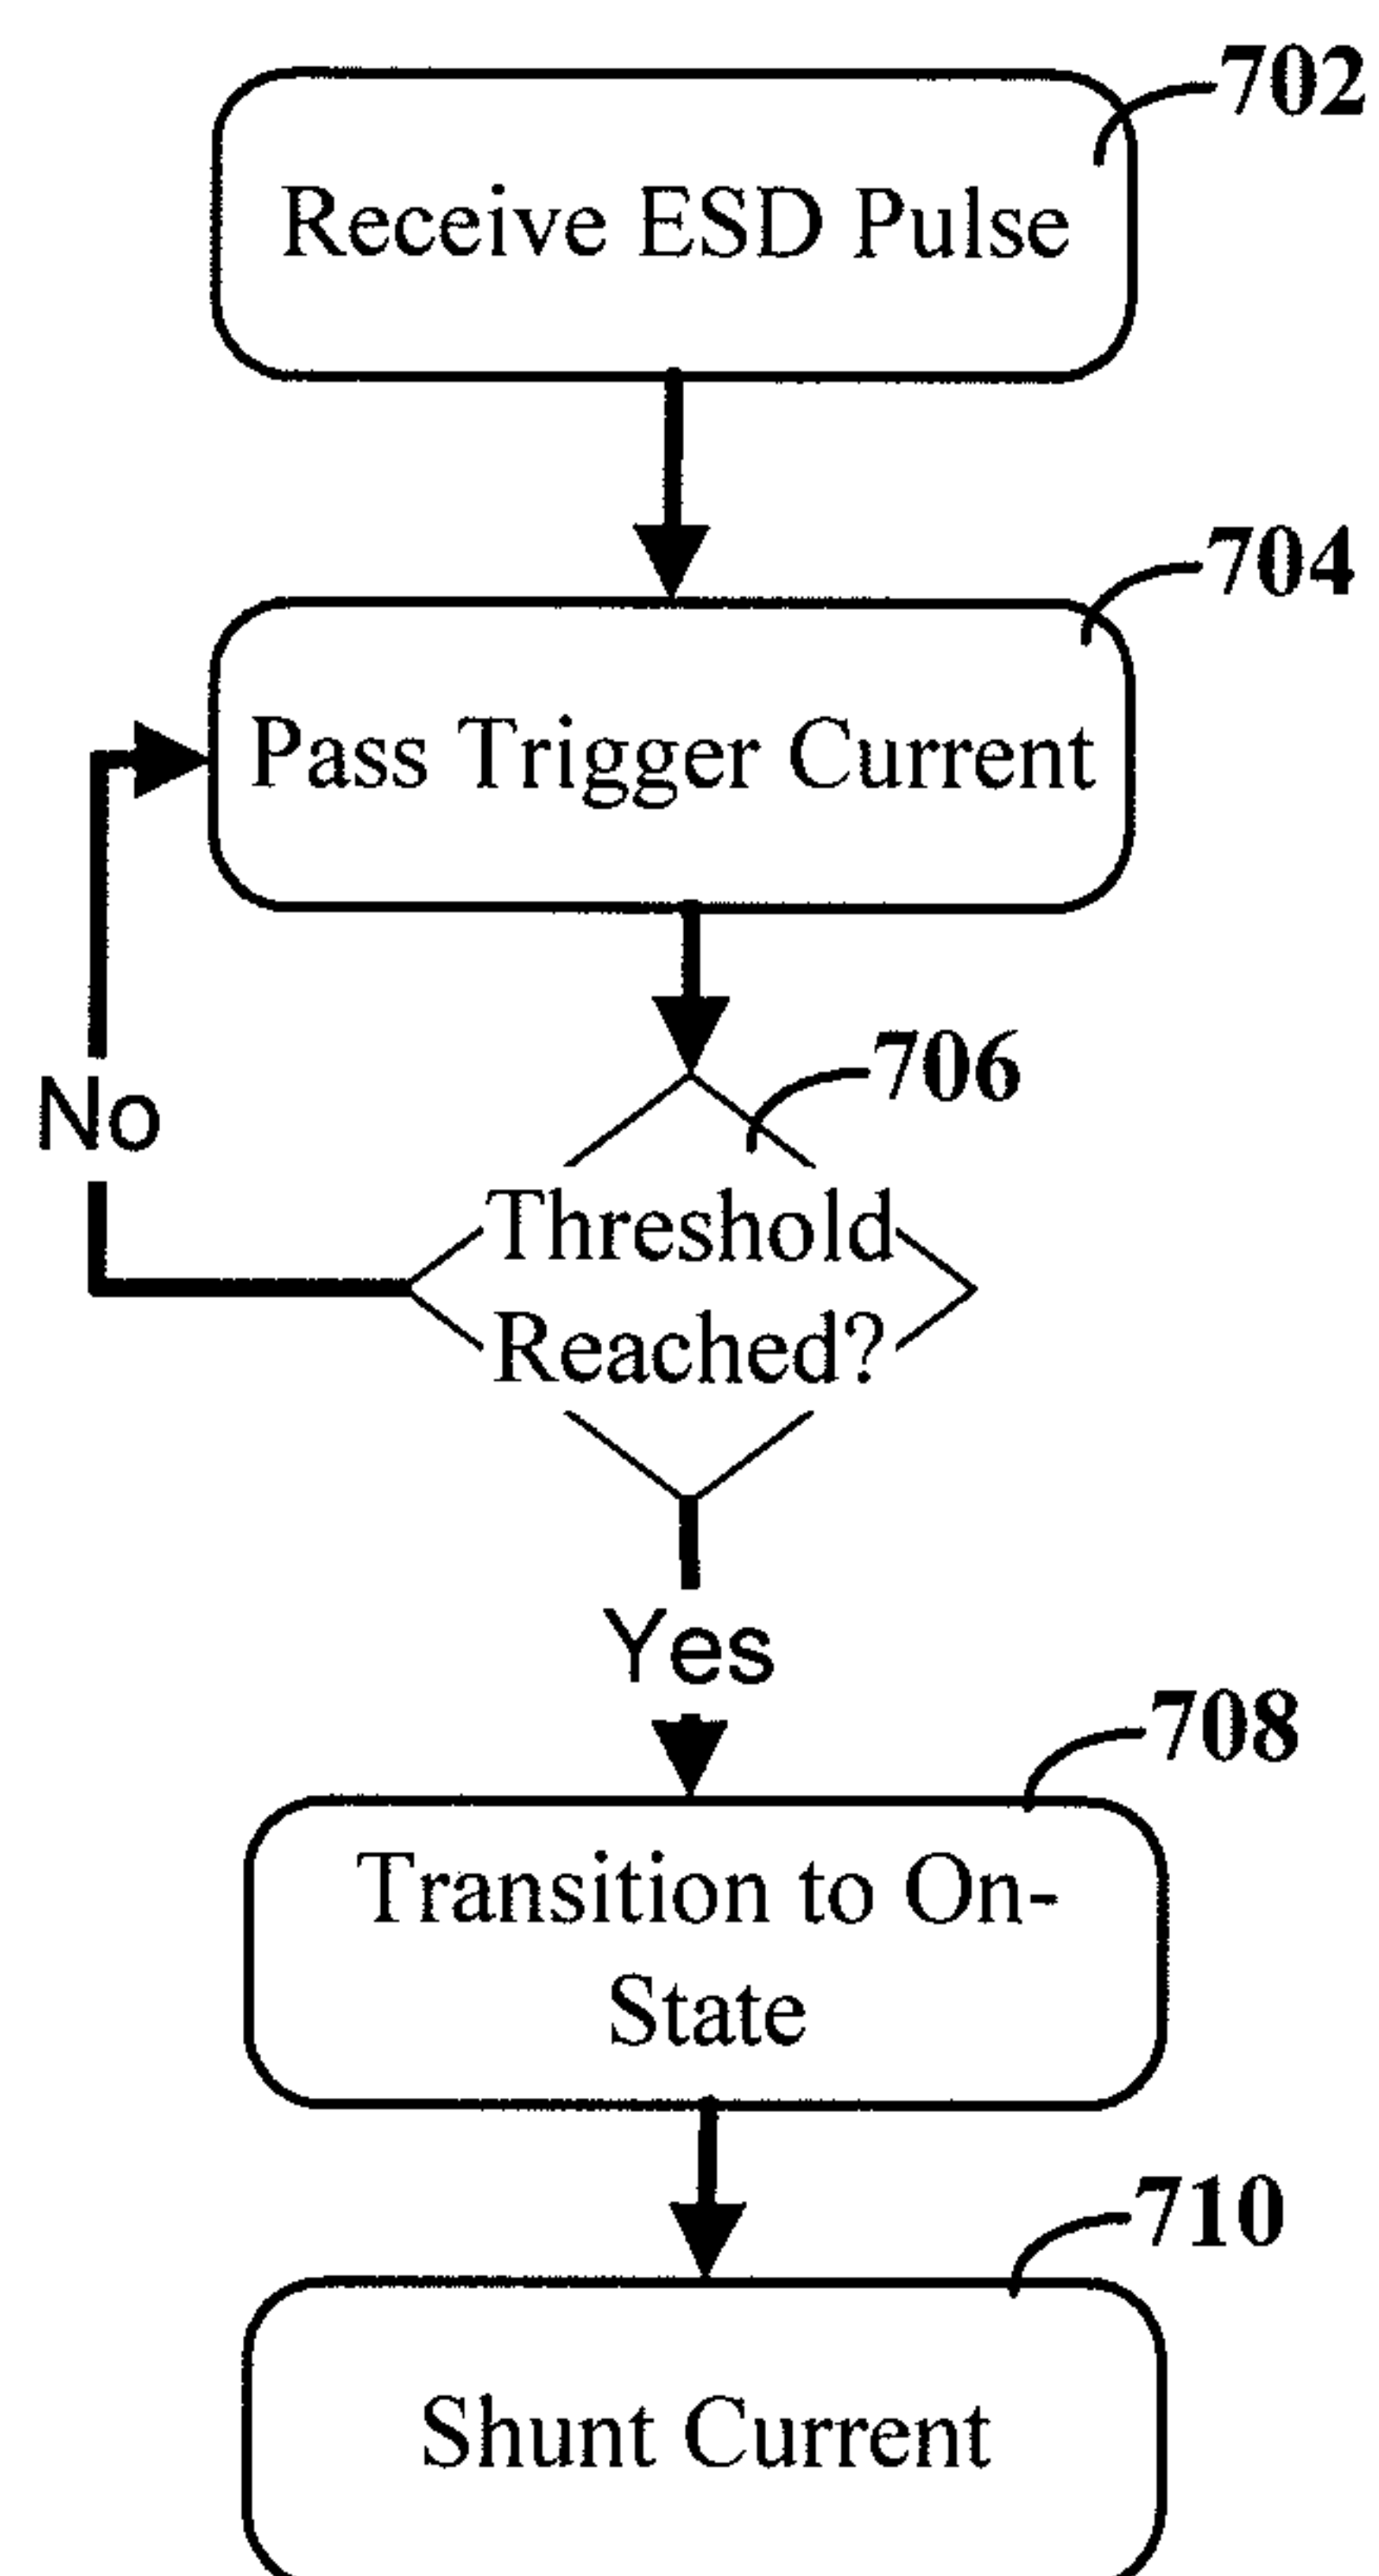 702
Receive ESD Pulse
704
Pass Trigger Current
706
No
Threshold
Reached?
Yes
708
Transition to On-
State
710
Shunt Current